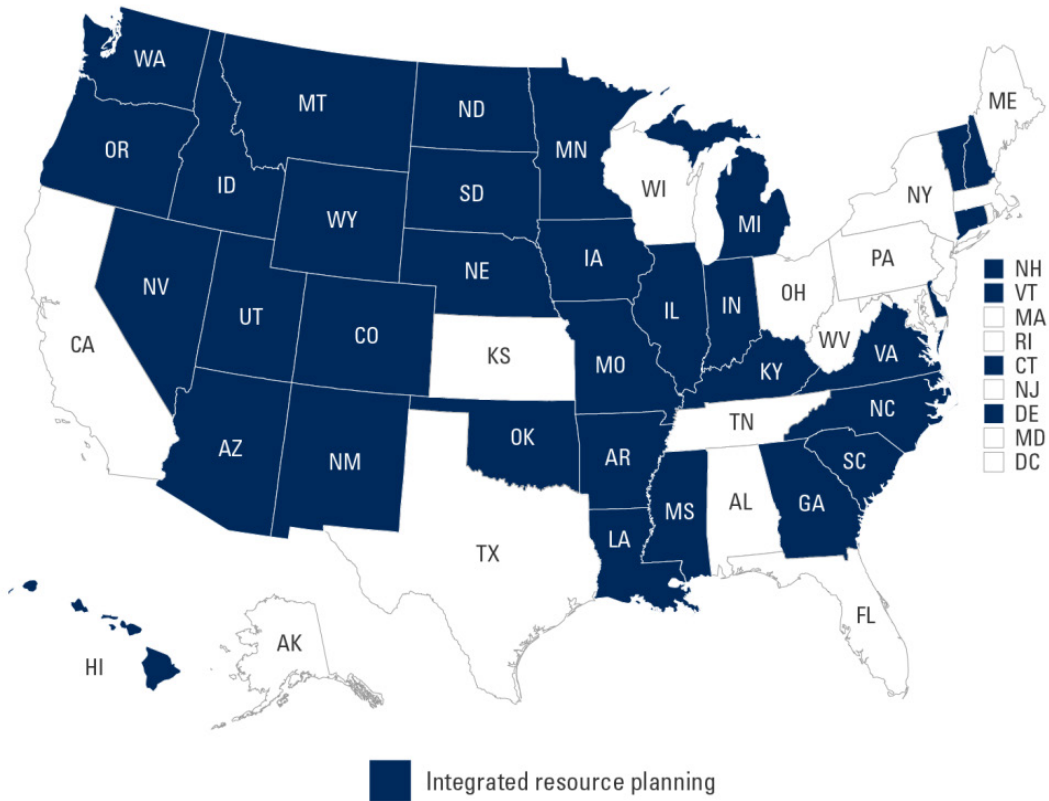 WA
ME
MT
ND
OR
MN
ID
SD
WI
NY
WY
MI
IA
PA
NE
NV
OH
IL
IN
UT
CO
WV
VA
CA
KS
MO
KY
NC
TN
OK
AZ
NM
AR
SC
MS
AL
GA
LA
TX
FL
AK
HI
NH
VT
MA
RI
CT
NJ
DE
MD
DC
Integrated resource planning